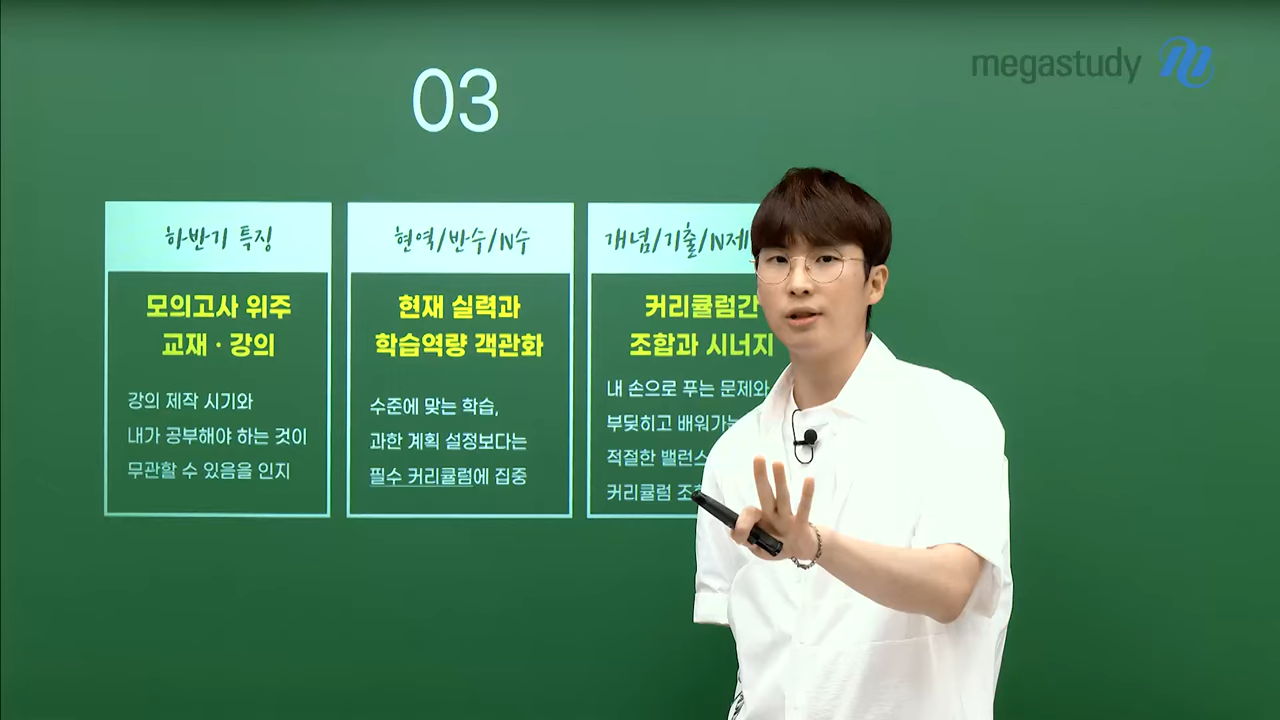 megastudy
03
하반기 특징
모의고사 위주
교재·강의
강의 제작 시기와
내가 공부해야 하는 것이
무관할 수 있음을 인지
현역/반수/N수
현재 실력과
학습역량 객관화
수준에 맞는 학습,
과한 계획 설정보다는
필수 커리큘럼에 집중
개념/기출/N제
커리큘럼간
조합과 시너지
내 손으로 푸는 문제와
부딪히고 배워가는
적절한 밸런스
커리큘럼